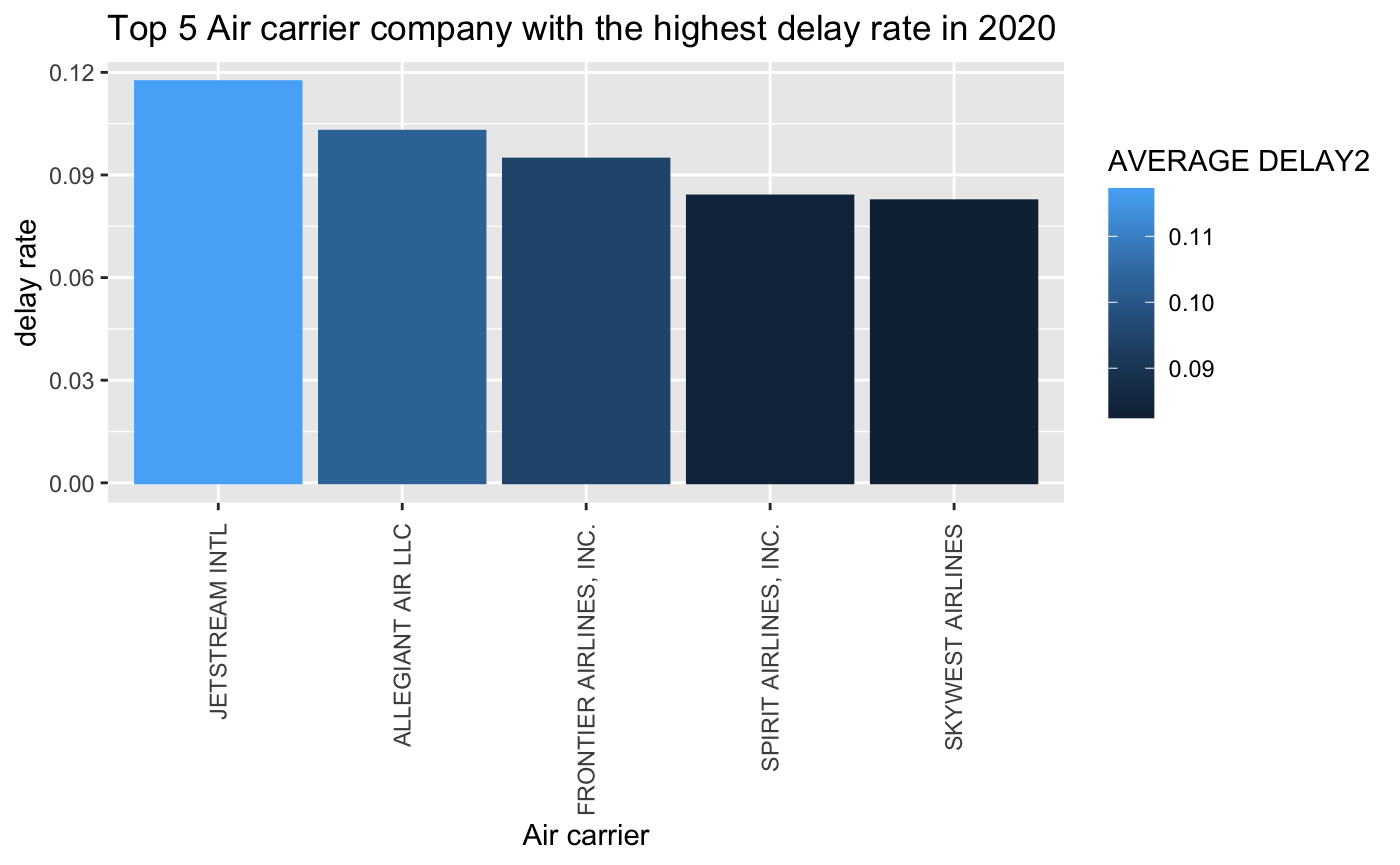 Top 5 Air carrier company with the highest delay rate in 2020
delay rate
0.12
0.09
0.06
0.03
0.00
JETSTREAM INTL
ALLEGIANT AIR LLC
FRONTIER AIRLINES, INC.
SPIRIT AIRLINES, INC.
SKYWEST AIRLINES
Air carrier
AVERAGE DELAY2
0.11
0.10
0.09